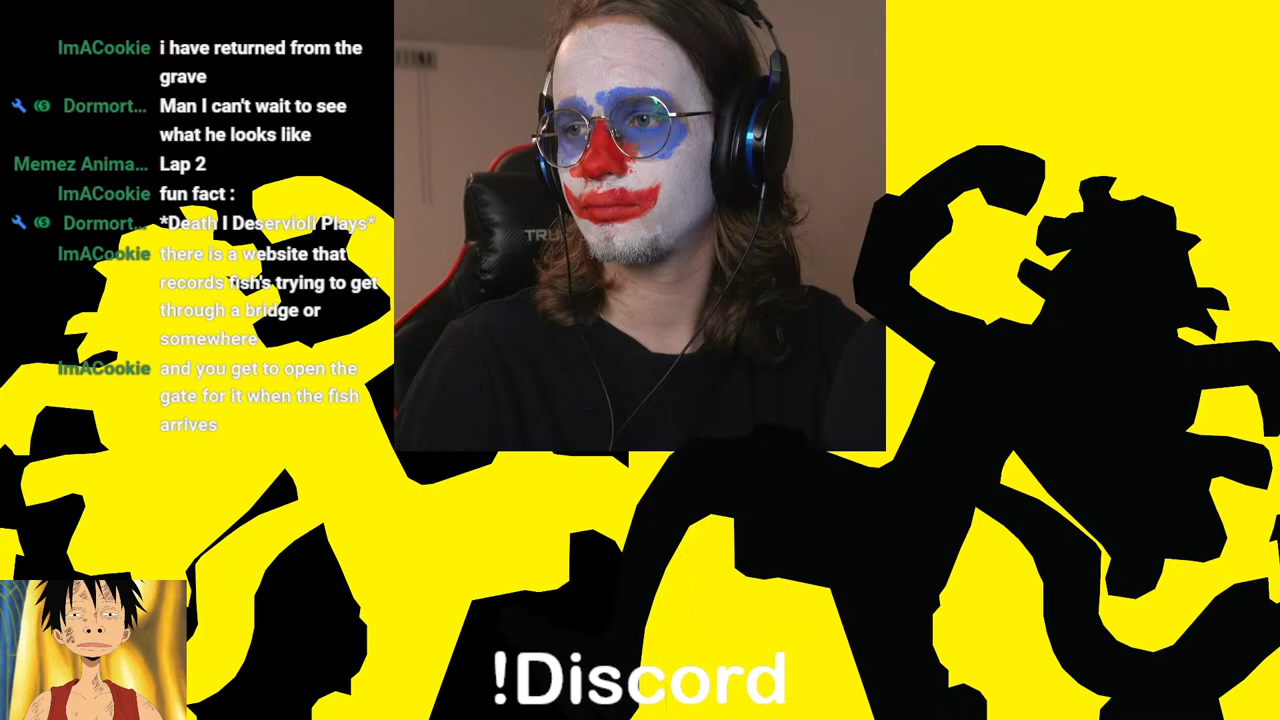 ImACookie i have returned from the
grave
Dormort... Man I can't wait to see
what he looks like
Memez Anima... Lap 2
ImACookie fun fact :
Dormort... *Death I Deservioli Plays*
ImACookie there is a website that
records fish's trying to get
through a bridge or
somewhere
ImACookie and you get to open the
gate for it when the fish
arrives
TRU
!Discord